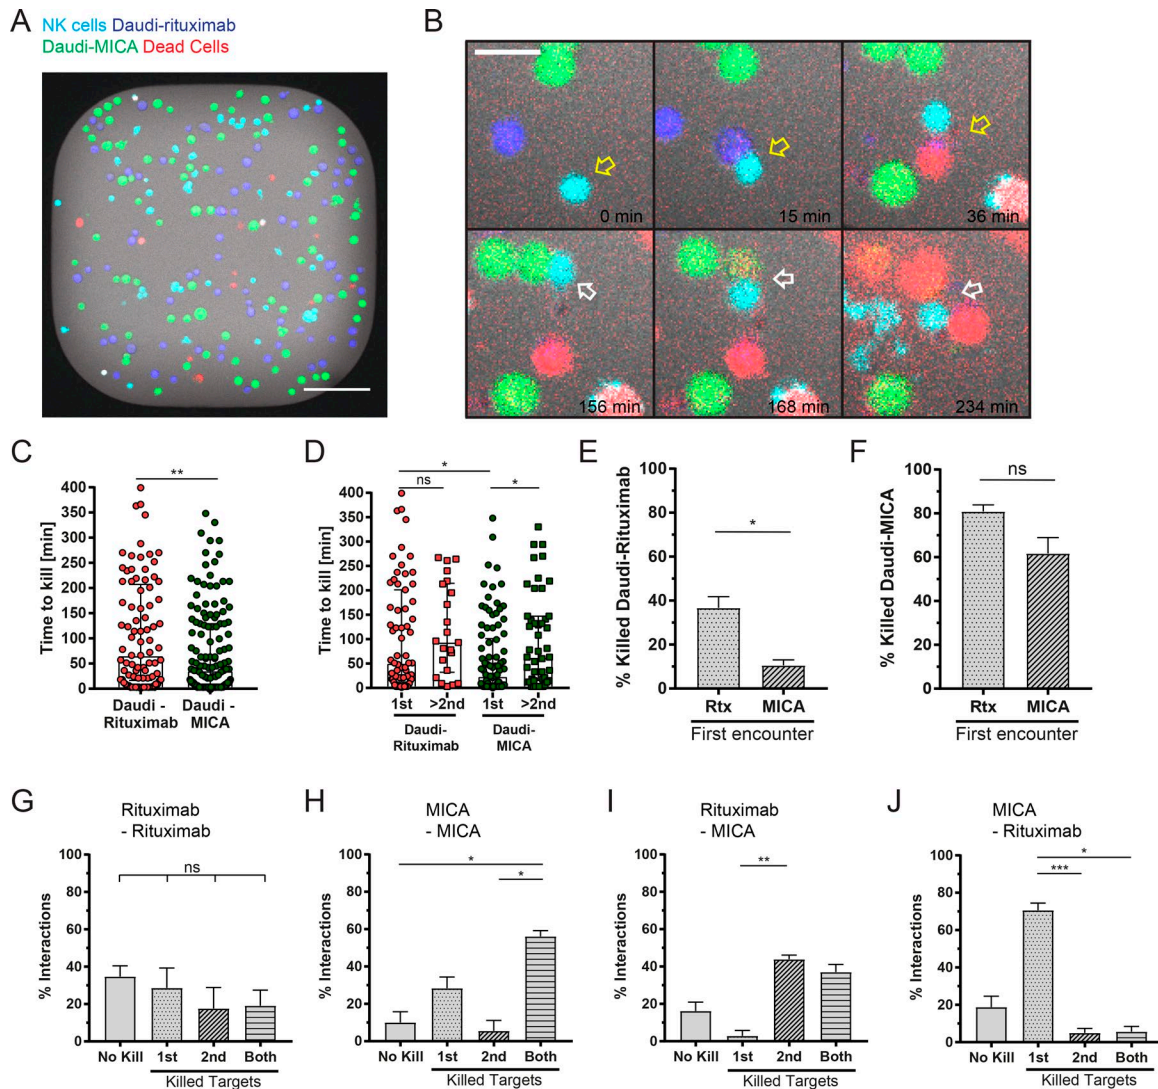 A
NK cells Daudi-rituximab
Daudi-MICA Dead Cells
B
0 min
15 min
36 min
156 min
168 min
234 min
C
**
Time to kill [min]
400
350
300
250
200
150
100
50
0
Daudi -
Rituximab
Daudi -
MICA
D
*
ns
*
Time to kill [min]
400
350
300
250
200
150
100
50
0
1st >2nd 1st >2nd
Daudi-
Rituximab
Daudi-
MICA
E
% Killed Daudi-Rituximab
100
80
60
40
20
0
*
Rtx MICA
First encounter
F
% Killed Daudi-MICA
100
80
60
40
20
0
ns
Rtx MICA
First encounter
G
Rituximab
- Rituximab
% Interactions
100
80
60
40
20
0
ns
No Kill 1st 2nd Both
Killed Targets
H
MICA
- MICA
% Interactions
100
80
60
40
20
0
*
*
No Kill 1st 2nd Both
Killed Targets
I
Rituximab
- MICA
% Interactions
100
80
60
40
20
0
**
No Kill 1st 2nd Both
Killed Targets
J
MICA
- Rituximab
% Interactions
100
80
60
40
20
0
*
***
No Kill 1st 2nd Both
Killed Targets